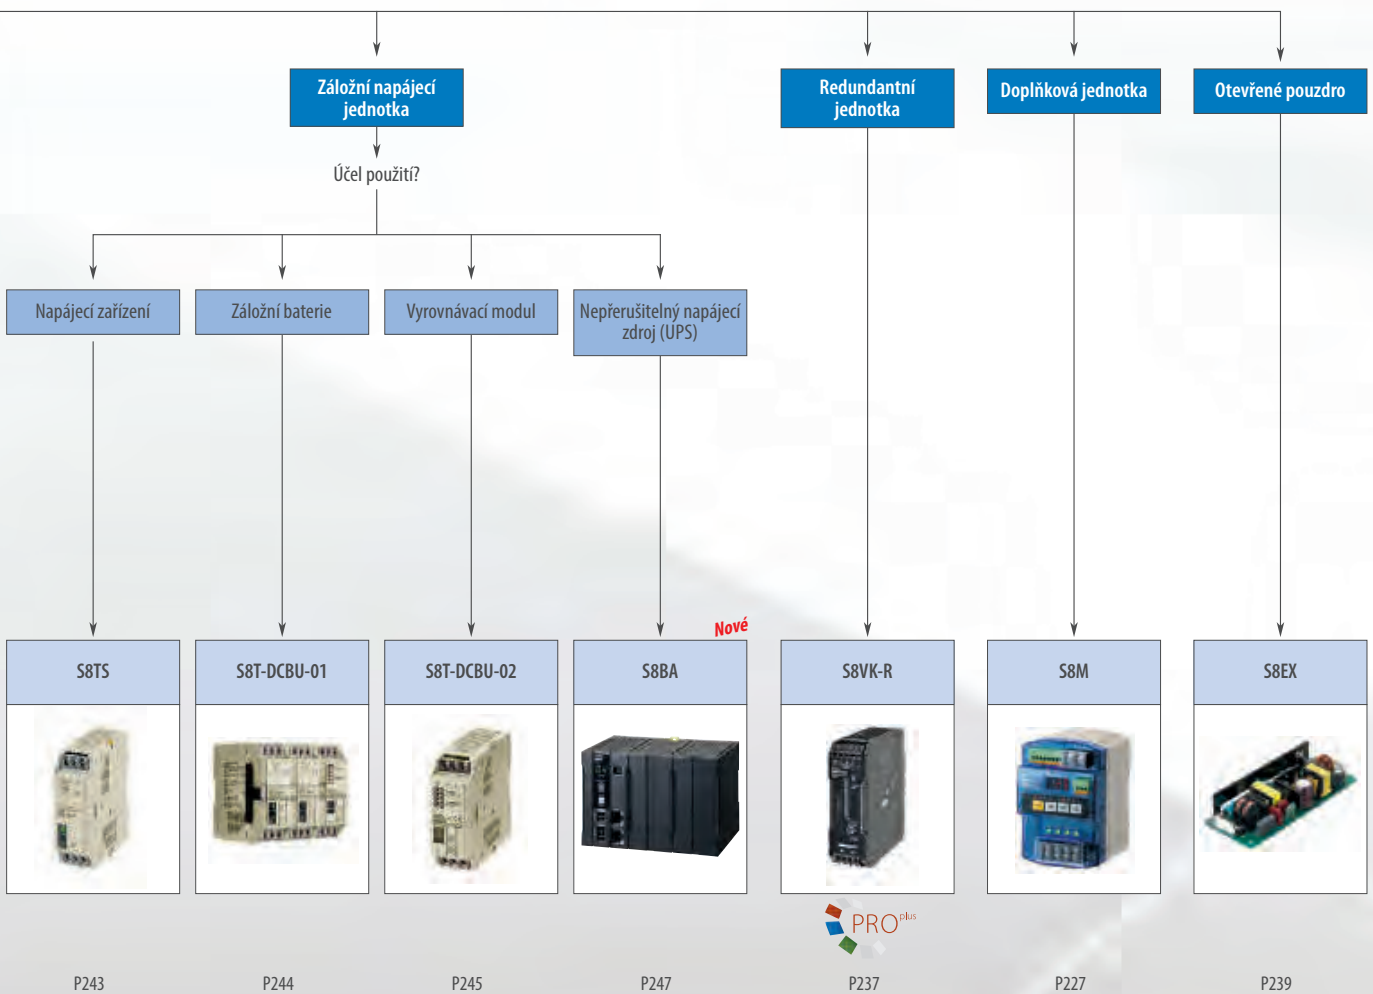 Záložní napájecí
jednotka
Redundantní
jednotka
Doplňková jednotka
Otevřené pouzdro
Účel použití?
Napájecí zařízení
Záložní baterie
Vyrovnávací modul
Nepřerušitelný napájecí
zdroj (UPS)
Nové
S8TS
S8T-DCBU-01
S8T-DCBU-02
S8BA
S8VK-R
S8M
S8EX
PROplus
P243
P244
P245
P247
P237
P227
P239